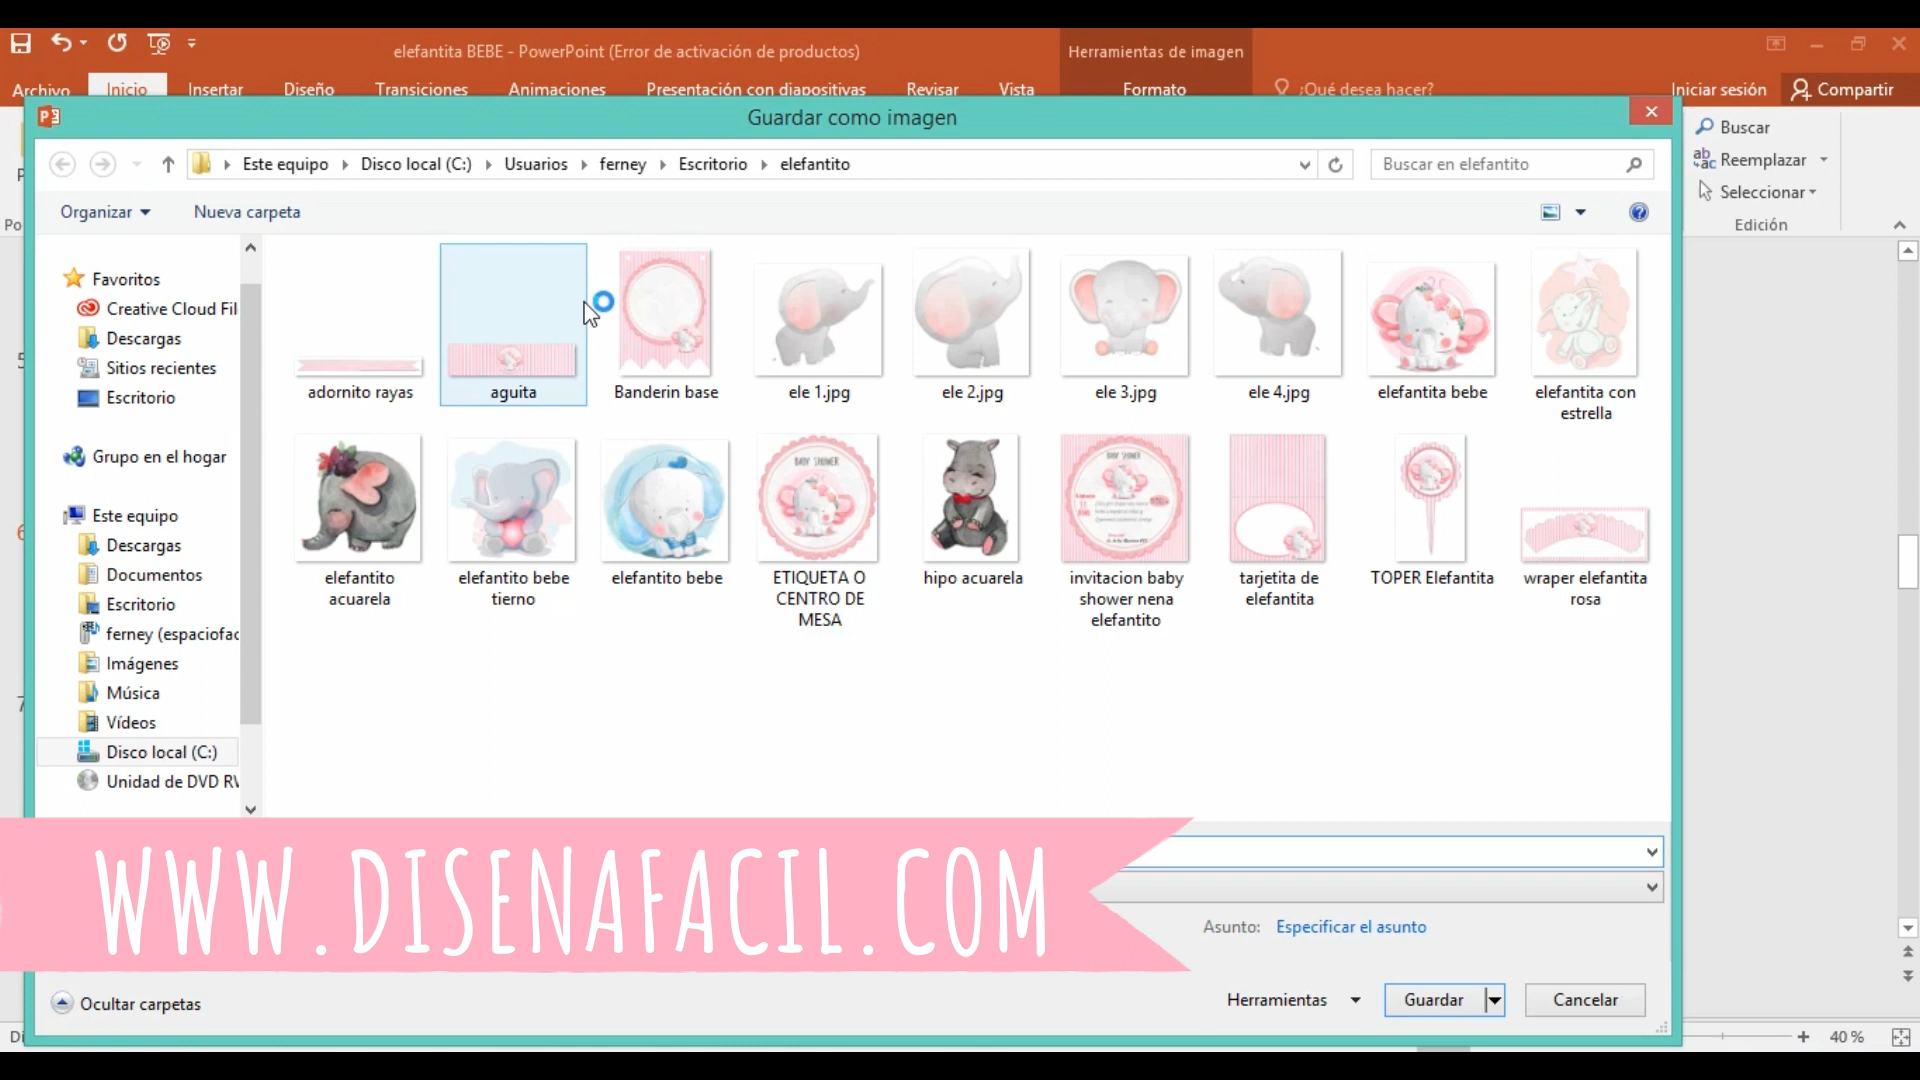 elefantita BEBE - PowerPoint (Error de activación de productos)
Herramientas de imagen
Archivo Inicio Insertar Diseño Transiciones Animaciones Presentación con diapositivas Revisar Vista Formato ¿Qué desea hacer? Iniciar sesión Compartir
Guardar como imagen
Buscar
Reemplazar
Seleccionar
Edición
Este equipo Disco local (C:) Usuarios ferney Escritorio elefantito
Buscar en elefantito
Organizar Nueva carpeta
Favoritos
Creative Cloud Fil
Descargas
Sitios recientes
Escritorio
Grupo en el hogar
Este equipo
Descargas
Documentos
Escritorio
ferney (espaciofac
Imágenes
Música
Vídeos
Disco local (C:)
Unidad de DVD RW
adornito rayas
aguita
Banderin base
ele 1.jpg
ele 2.jpg
ele 3.jpg
ele 4.jpg
elefantita bebe
elefantita con
estrella
elefantito
acuarela
elefantito bebe
tierno
elefantito bebe
BABY SHOWER
ETIQUETA O
CENTRO DE
MESA
hipo acuarela
BABY SHOWER
invitacion baby
shower nena
elefantito
tarjetita de
elefantita
TOPER Elefantita
wraper elefantita
rosa
WWW.DISENAFACIL.COM
Asunto: Especificar el asunto
Ocultar carpetas
Herramientas Guardar Cancelar
40 %